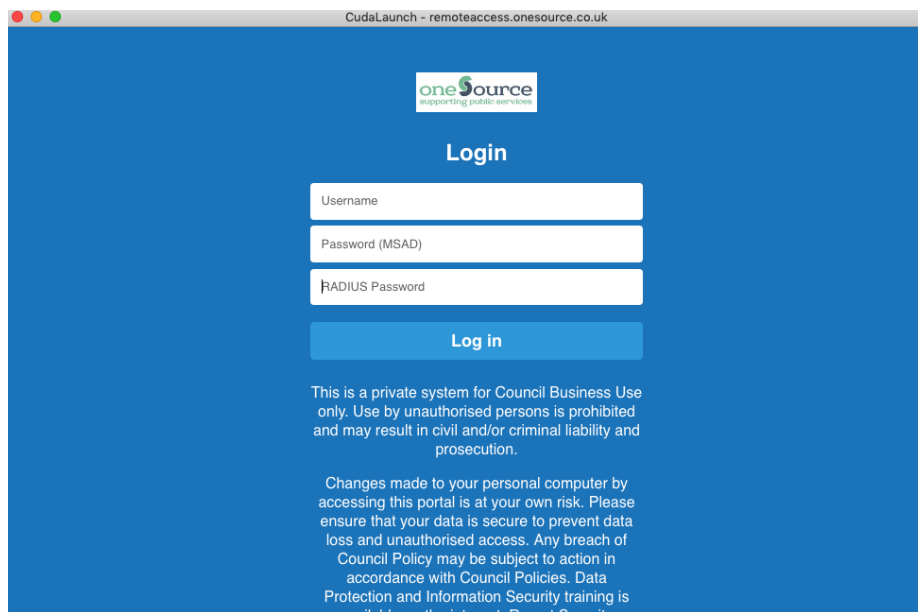 CudaLaunch - remoteaccess.onesource.co.uk
oneSource
supporting public services
Login
Username
Password (MSAD)
RADIUS Password
Log in
This is a private system for Council Business Use
only. Use by unauthorised persons is prohibited
and may result in civil and/or criminal liability and
prosecution.
Changes made to your personal computer by
accessing this portal is at your own risk. Please
ensure that your data is secure to prevent data
loss and unauthorised access. Any breach of
Council Policy may be subject to action in
accordance with Council Policies. Data
Protection and Information Security training is